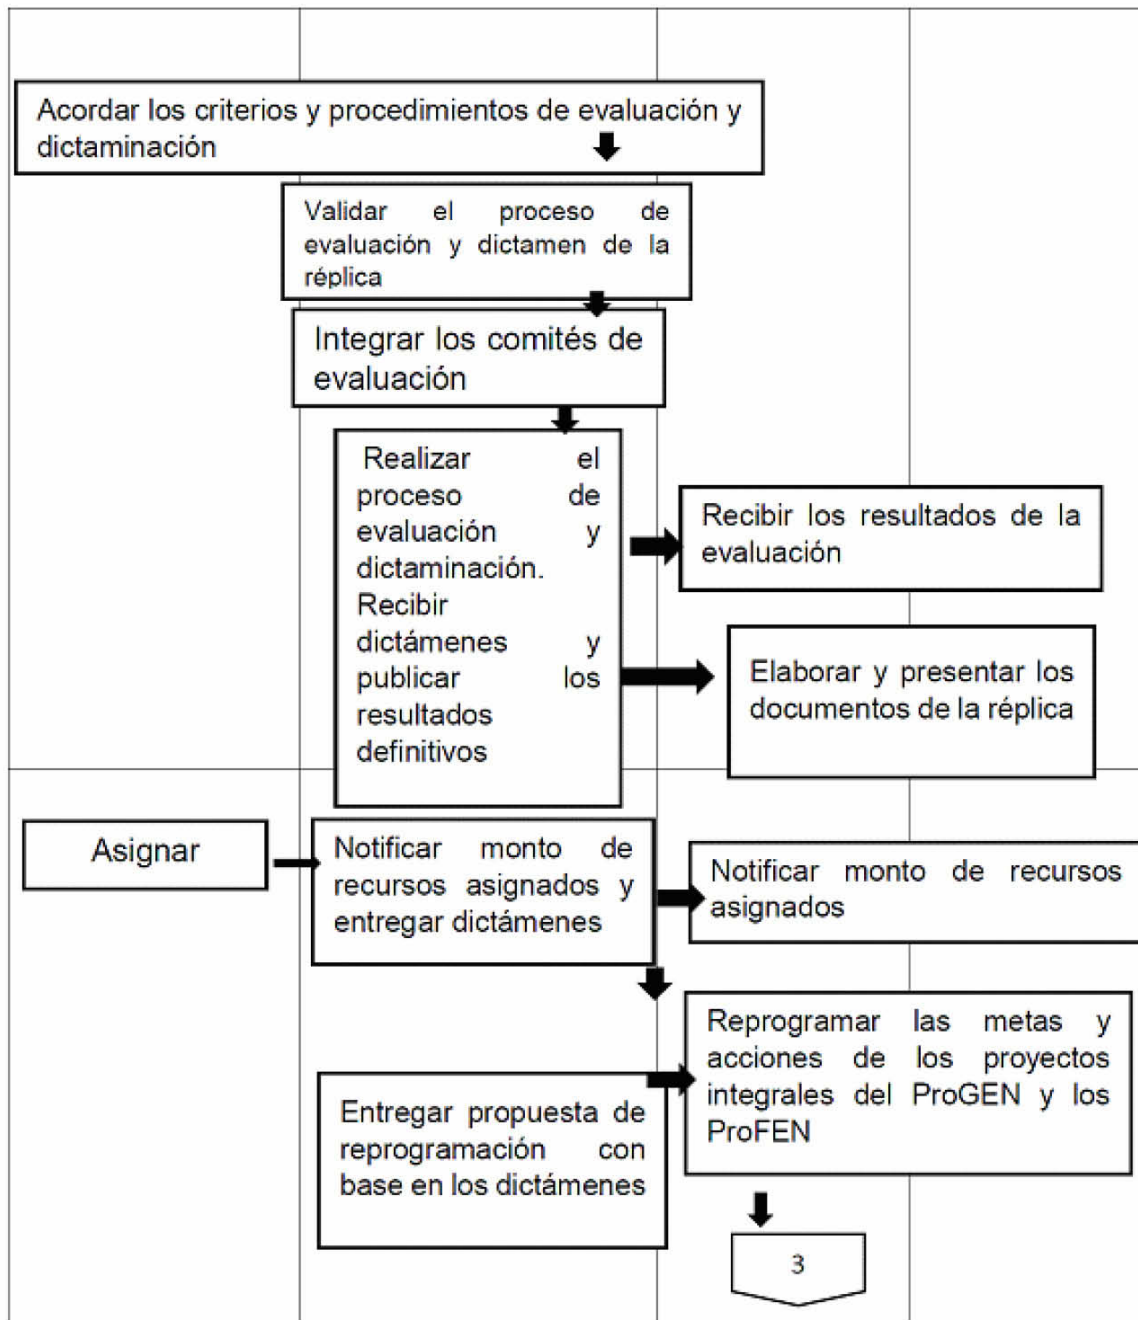 Acordar los criterios y procedimientos de evaluación y
dictaminación
Validar el proceso de
evaluación y dictamen de la
réplica
Integrar los comités de
evaluación
Realizar el
proceso de
evaluación y
dictaminación.
Recibir
dictámenes y
publicar los
resultados
definitivos
Recibir los resultados de la
evaluación
Elaborar y presentar los
documentos de la réplica
Asignar
Notificar monto de
recursos asignados y
entregar dictámenes
Notificar monto de recursos
asignados
Reprogramar las metas y
acciones de los proyectos
integrales del ProGEN y los
ProFEN
Entregar propuesta de
reprogramación con
base en los dictámenes
3